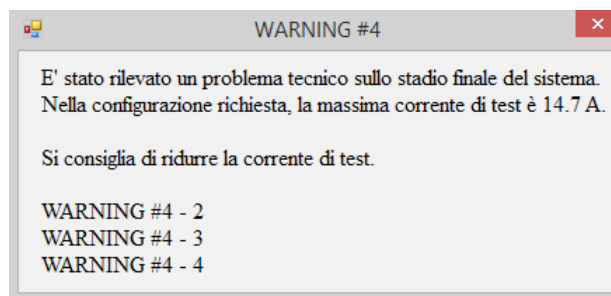 WARNING #4
E' stato rilevato un problema tecnico sullo stadio finale del sistema.
Nella configurazione richiesta, la massima corrente di test è 14.7 A.
Si consiglia di ridurre la corrente di test.
WARNING #4 - 2
WARNING #4 - 3
WARNING #4 - 4